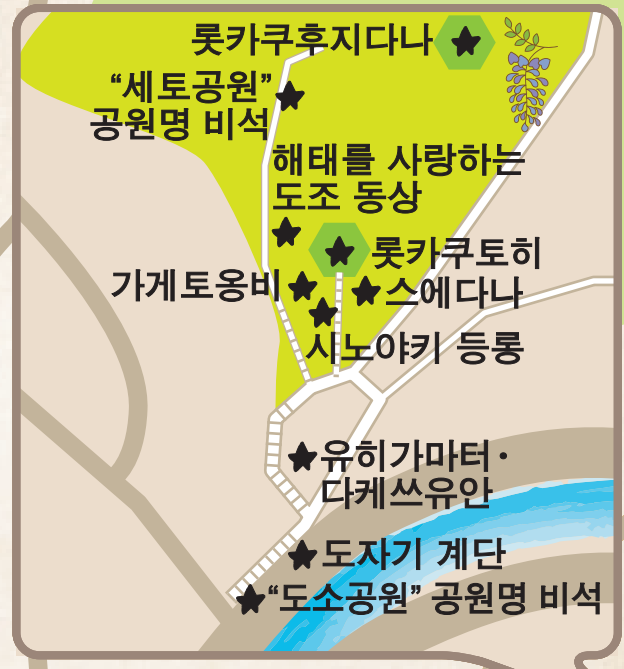 롯카쿠후지다나
“세토공원”
공원명 비석
해태를 사랑하는
도조 동상
롯카쿠토히
가게토옹비
스에다나
시노야키 등롱
유히가마터·
다케쓰유안
도자기 계단
“도소공원” 공원명 비석